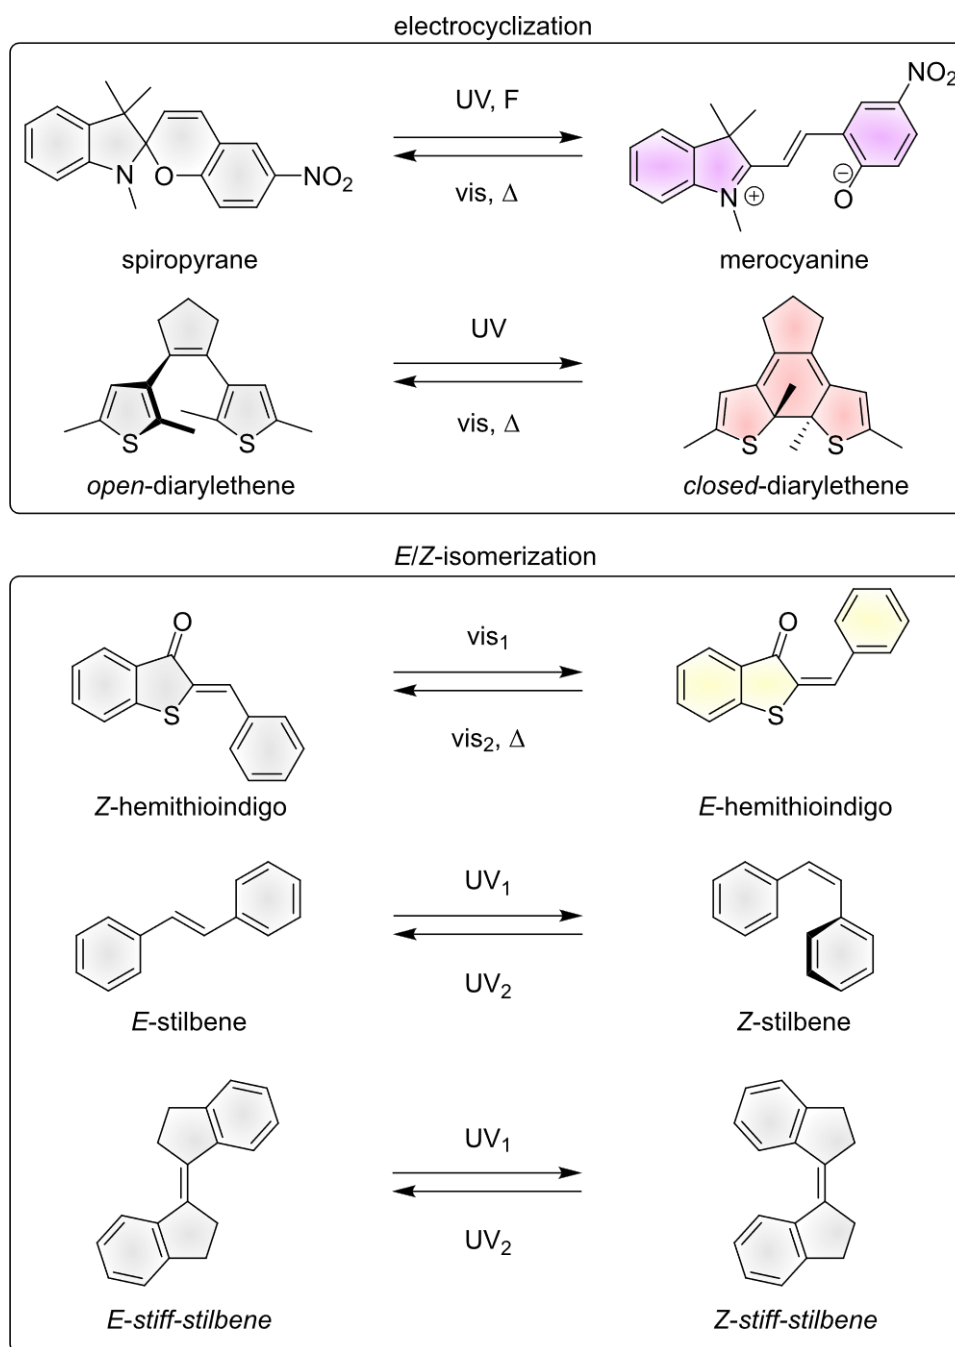 electrocyclization
NO₂
UV, F
N O NO₂
vis, Δ
N ⊕ O ⊖
spiropyrane merocyanine
UV
vis, Δ
S S S S
open-diarylethene closed-diarylethene
E/Z-isomerization
O O
vis₁
S S
vis₂, Δ
Z-hemithioindigo E-hemithioindigo
UV₁
UV₂
E-stilbene Z-stilbene
UV₁
UV₂
E-stiff-stilbene Z-stiff-stilbene